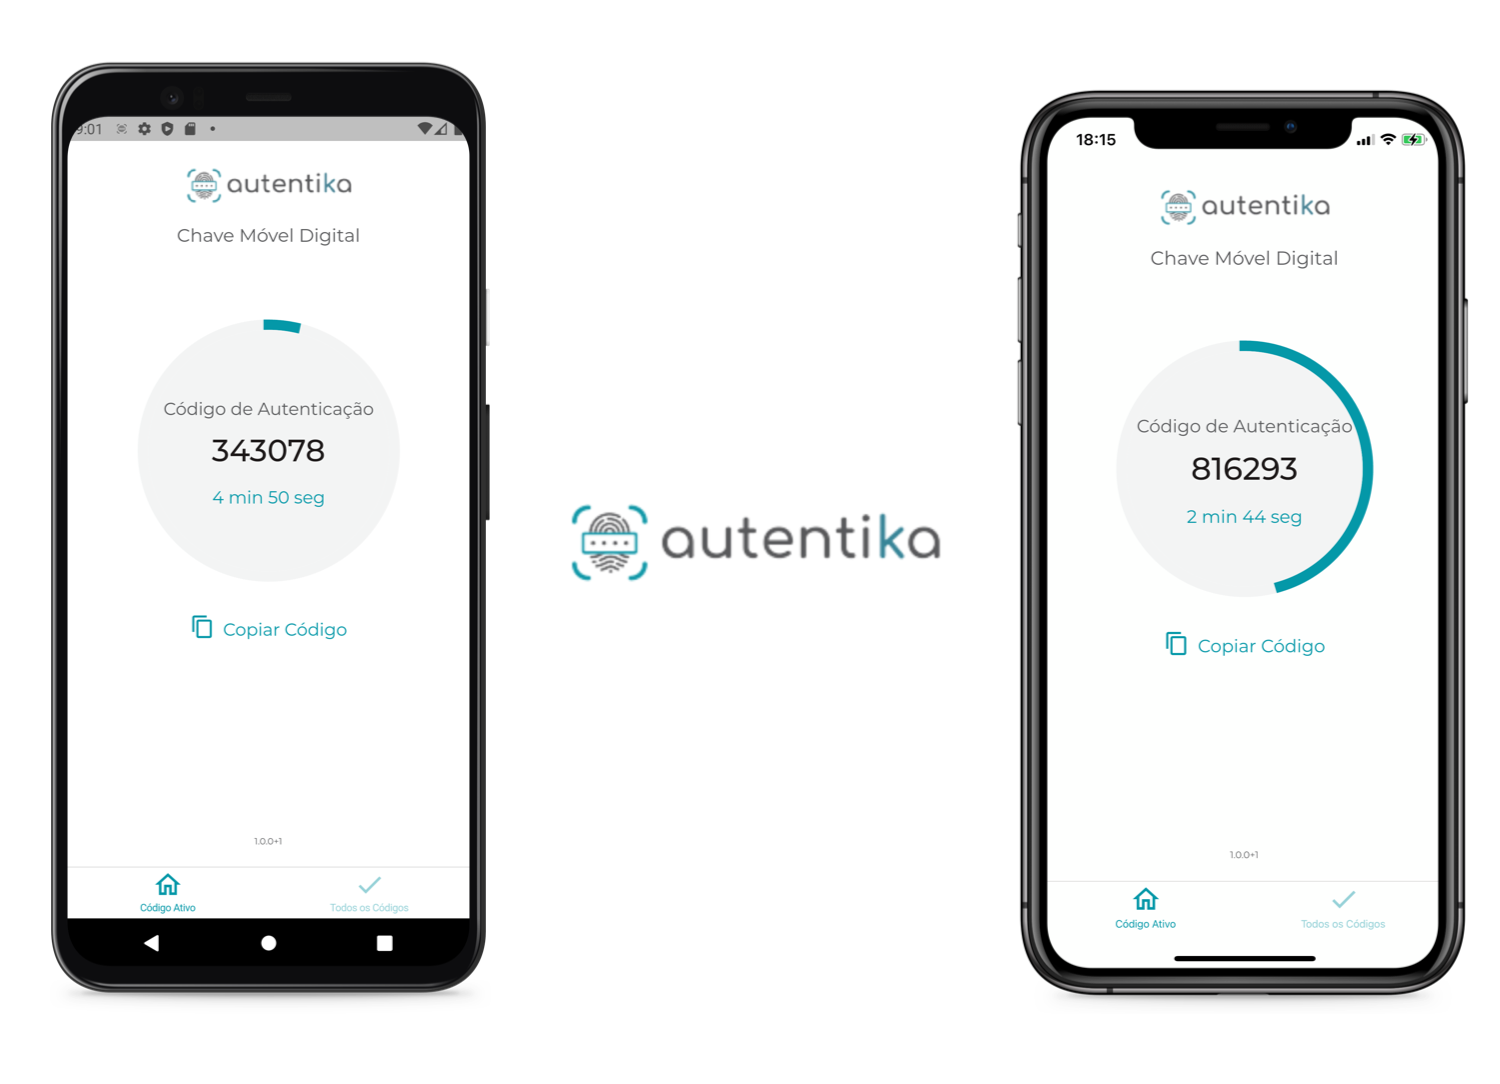 9:01
autentika
Chave Móvel Digital
Código de Autenticação
343078
4 min 50 seg
Copiar Código
1.0.0+1
Código Ativo
Todos os Códigos
autentika
18:15
autentika
Chave Móvel Digital
Código de Autenticação
816293
2 min 44 seg
Copiar Código
1.0.0+1
Código Ativo
Todos os Códigos